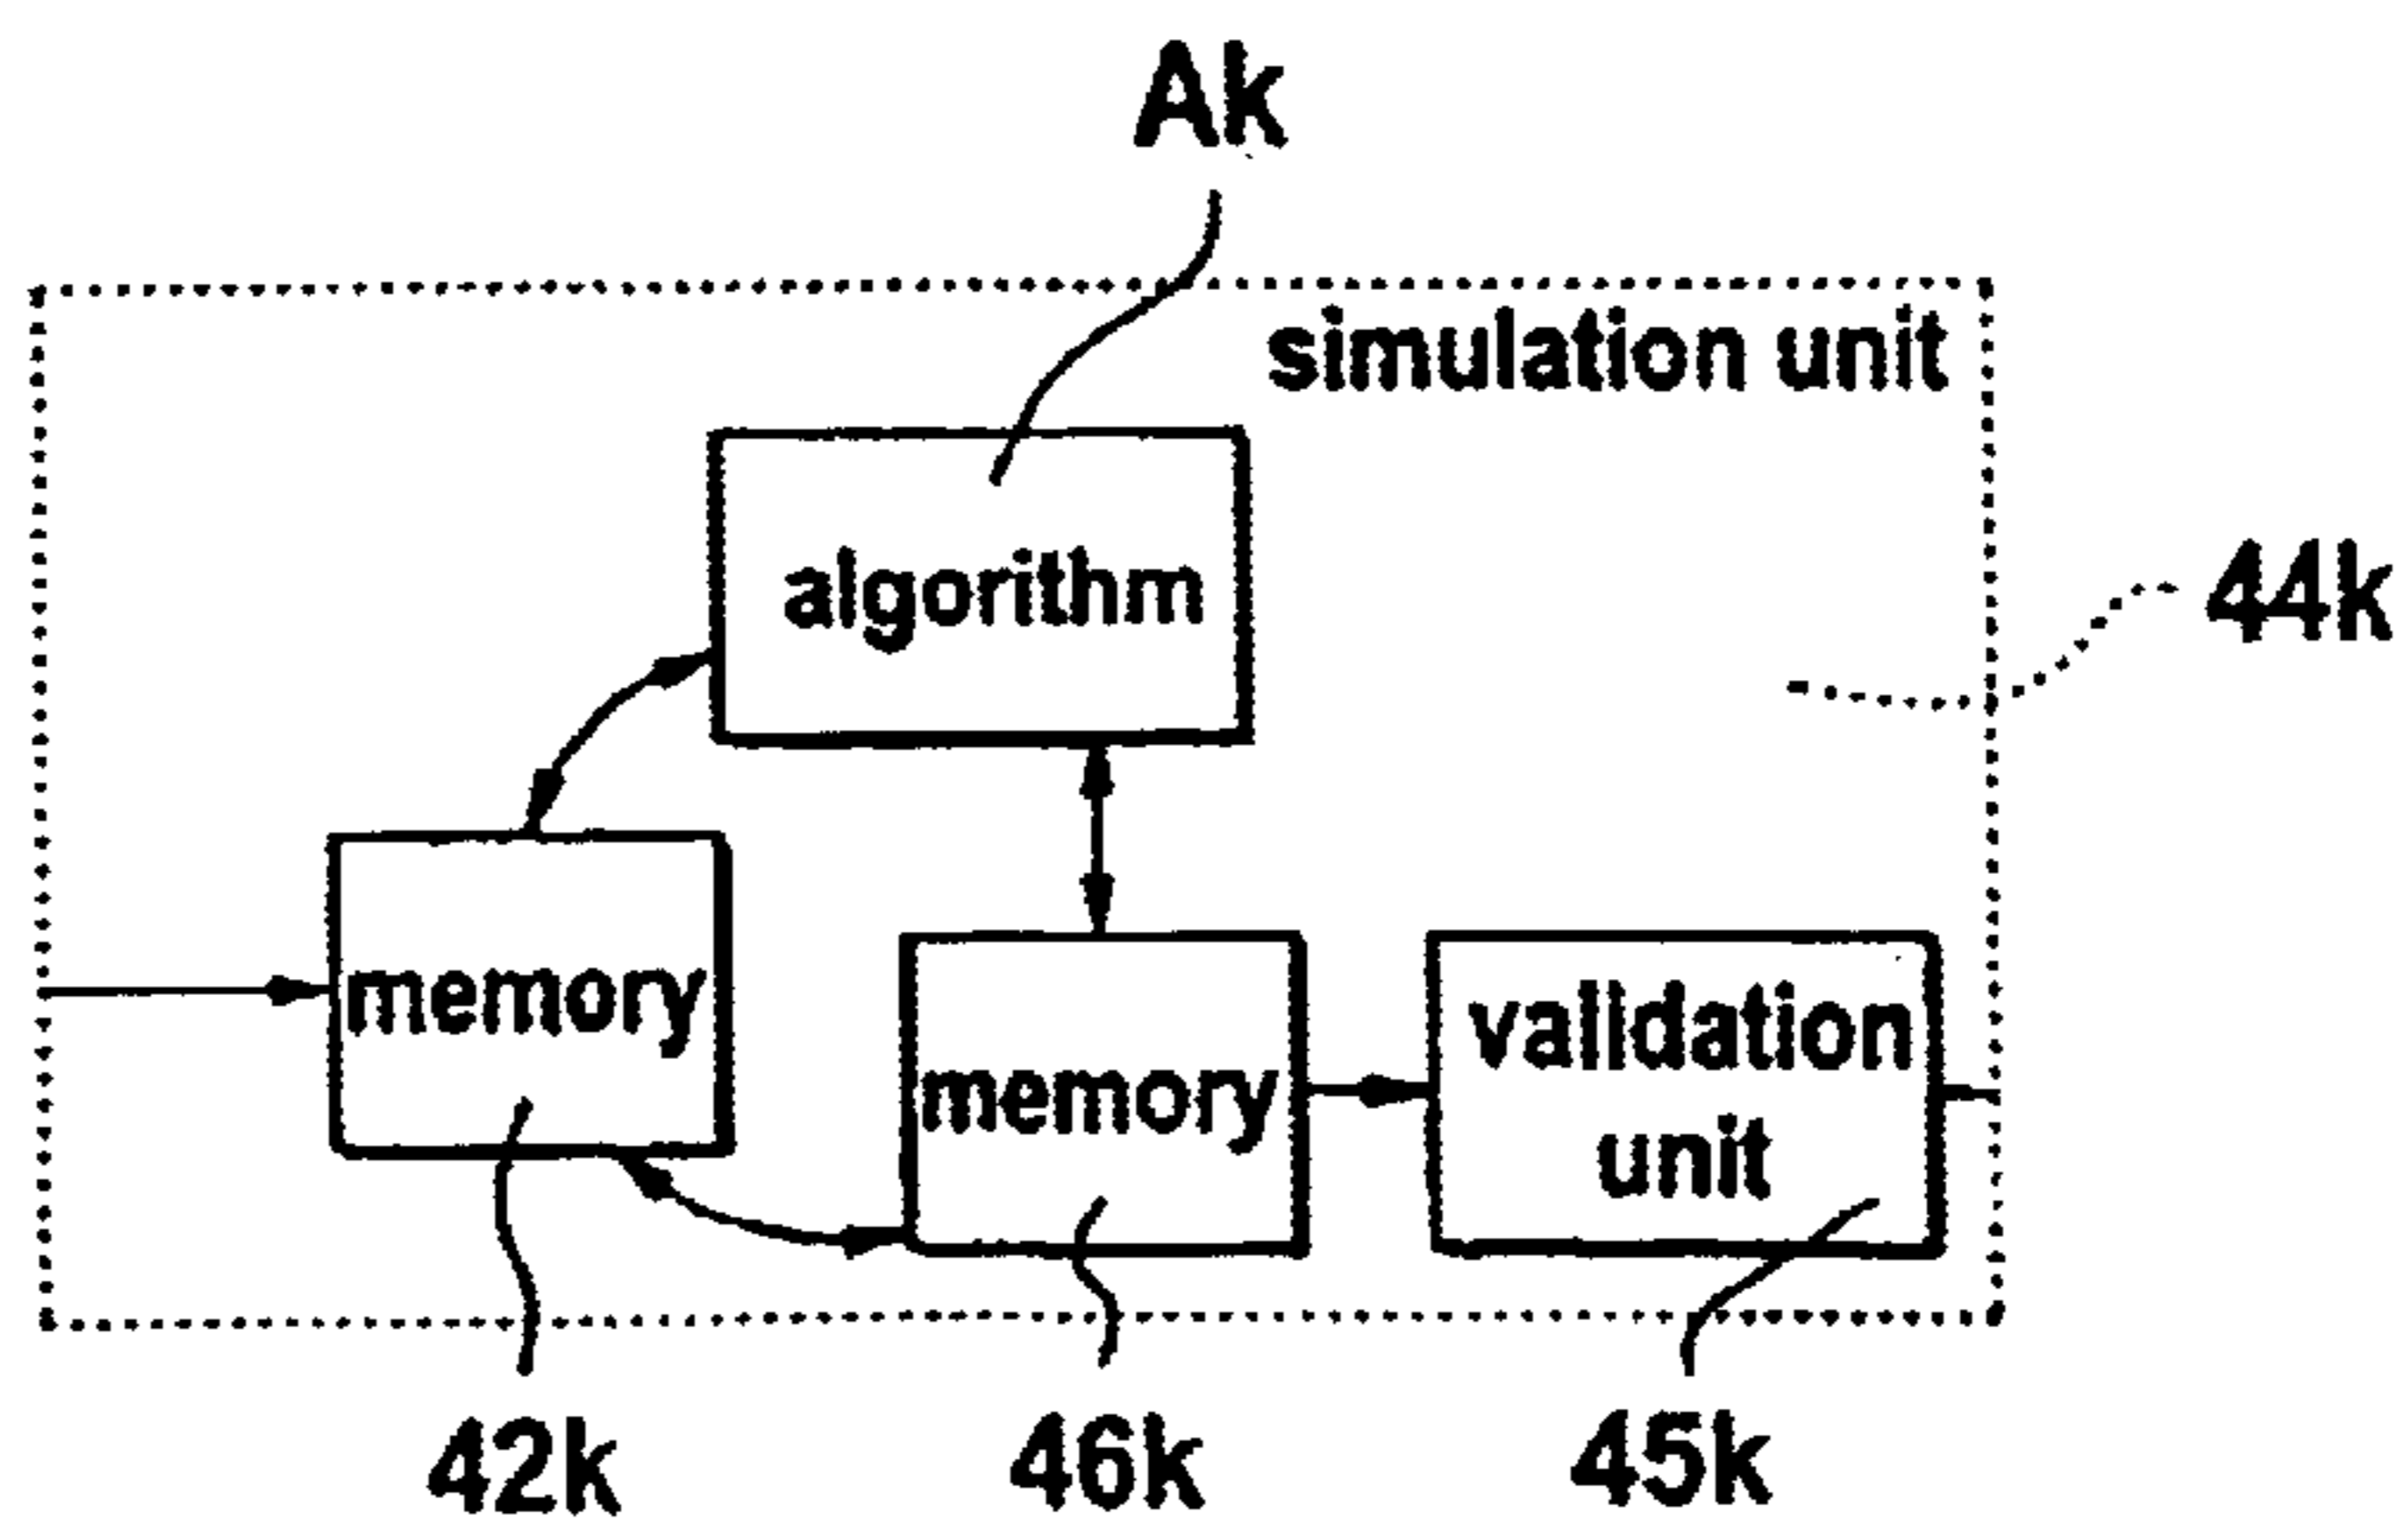 Ak
simulation unit
algorithm
44k
memory
memory
validation
unit
42k
46k
45k